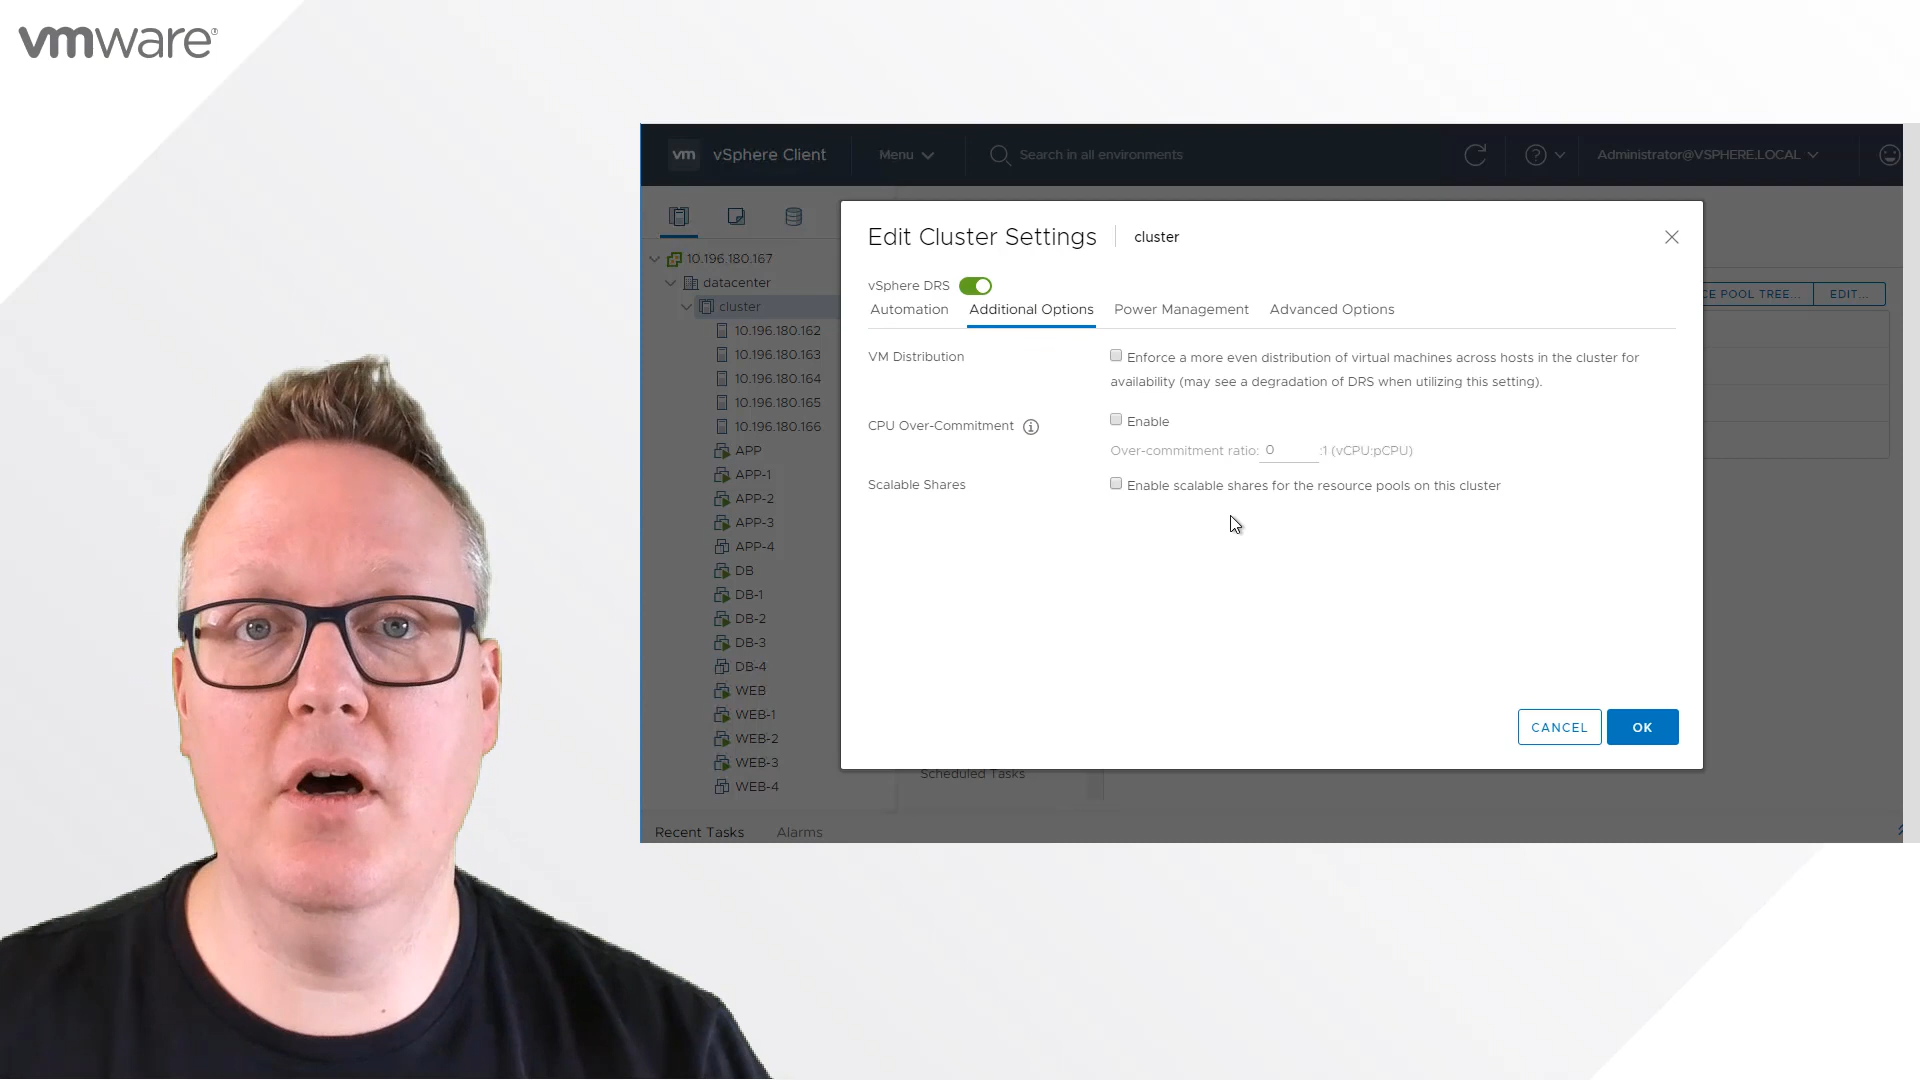 vmware®
vm vSphere Client Menu Search in all environments Administrator@VSPHERE.LOCAL
Edit Cluster Settings cluster
vSphere DRS
Automation Additional Options Power Management Advanced Options
VM Distribution
Enforce a more even distribution of virtual machines across hosts in the cluster for
availability (may see a degradation of DRS when utilizing this setting).
CPU Over-Commitment
Enable
Over-commitment ratio: 0 :1 (vCPU:pCPU)
Scalable Shares
Enable scalable shares for the resource pools on this cluster
CANCEL OK
10.196.180.167
datacenter
cluster
10.196.180.162
10.196.180.163
10.196.180.164
10.196.180.165
10.196.180.166
APP
APP-1
APP-2
APP-3
APP-4
DB
DB-1
DB-2
DB-3
DB-4
WEB
WEB-1
WEB-2
WEB-3
WEB-4
CE POOL TREE... EDIT...
Scheduled Tasks
Recent Tasks Alarms